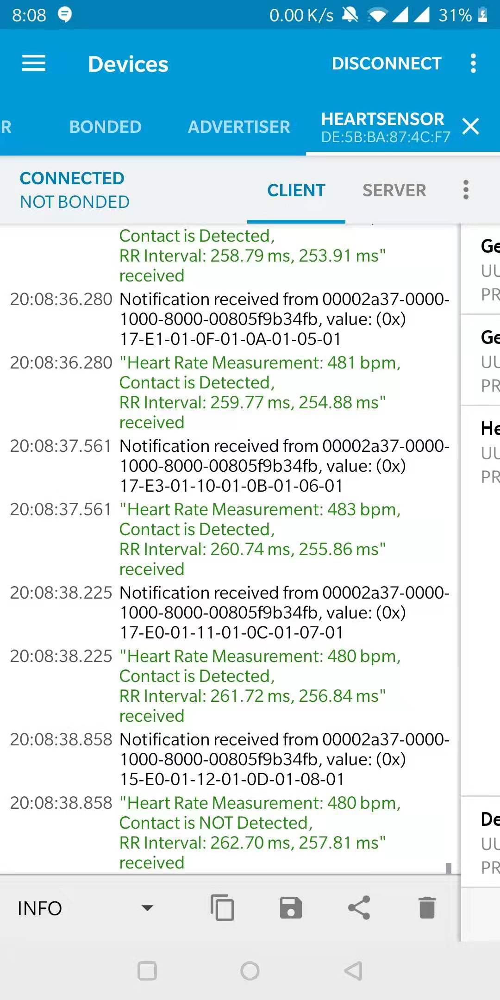 8:08 0.00 K/s 31%
Devices DISCONNECT
R BONDED ADVERTISER HEARTSENSOR
DE:5B:BA:87:4C:F7
CONNECTED
NOT BONDED
CLIENT SERVER
Contact is Detected,
RR Interval: 258.79 ms, 253.91 ms"
received
20:08:36.280 Notification received from 00002a37-0000-
1000-8000-00805f9b34fb, value: (0x)
17-E1-01-0F-01-0A-01-05-01
20:08:36.280 "Heart Rate Measurement: 481 bpm,
Contact is Detected,
RR Interval: 259.77 ms, 254.88 ms"
received
20:08:37.561 Notification received from 00002a37-0000-
1000-8000-00805f9b34fb, value: (0x)
17-E3-01-10-01-0B-01-06-01
20:08:37.561 "Heart Rate Measurement: 483 bpm,
Contact is Detected,
RR Interval: 260.74 ms, 255.86 ms"
received
20:08:38.225 Notification received from 00002a37-0000-
1000-8000-00805f9b34fb, value: (0x)
17-E0-01-11-01-0C-01-07-01
20:08:38.225 "Heart Rate Measurement: 480 bpm,
Contact is Detected,
RR Interval: 261.72 ms, 256.84 ms"
received
20:08:38.858 Notification received from 00002a37-0000-
1000-8000-00805f9b34fb, value: (0x)
15-E0-01-12-01-0D-01-08-01
20:08:38.858 "Heart Rate Measurement: 480 bpm,
Contact is NOT Detected,
RR Interval: 262.70 ms, 257.81 ms"
received
Ge
UU
PR
Ge
UU
PR
He
UU
PR
De
UU
PR
INFO